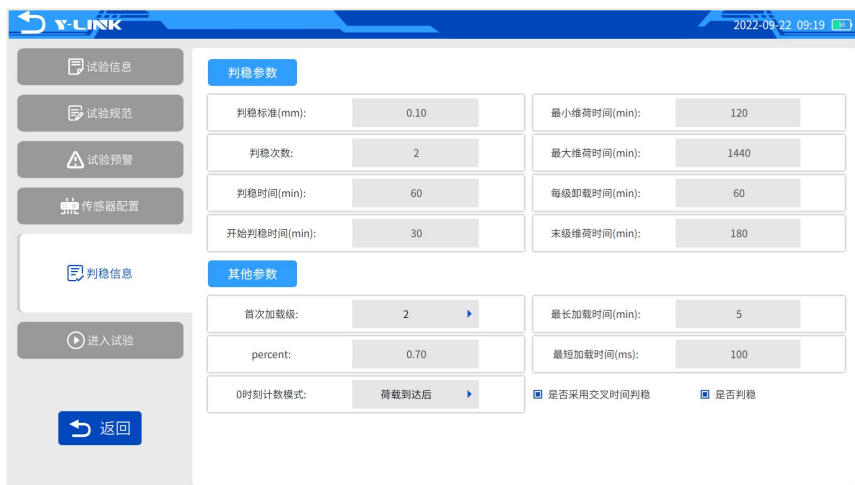 Y-LINK
2022-09-22 09:19 50
试验信息
试验规范
试验预警
传感器配置
判稳信息
进入试验
返回
判稳参数
判稳标准(mm): 0.10 最小维荷时间(min): 120
判稳次数: 2 最大维荷时间(min): 1440
判稳时间(min): 60 每级卸载时间(min): 60
开始判稳时间(min): 30 末级维荷时间(min): 180
其他参数
首次加载级: 2 最长加载时间(min): 5
percent: 0.70 最短加载时间(ms): 100
0时刻计数模式: 荷载到达后 是否采用交叉时间判稳 是否判稳